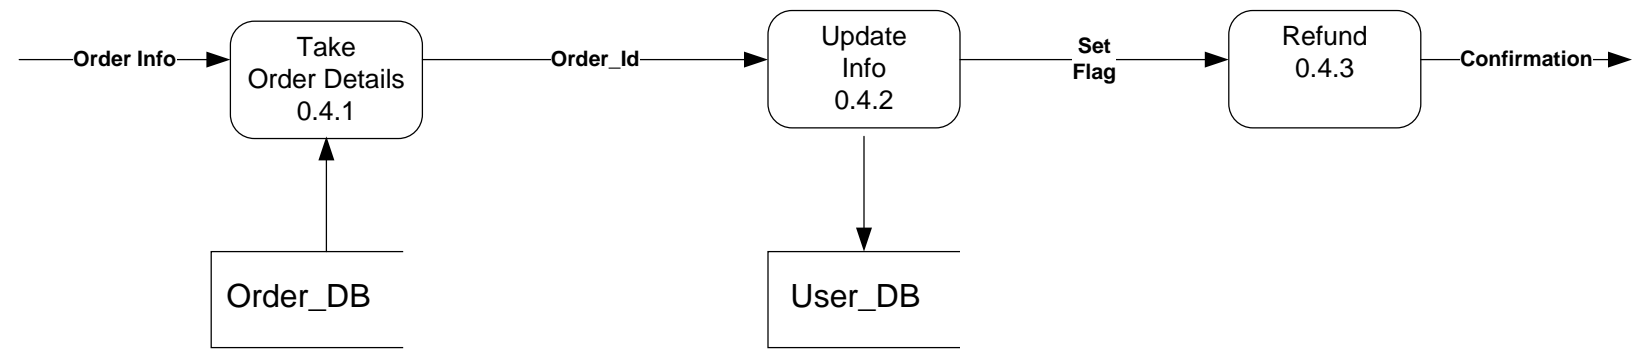 Order Info
Take
Order Details
0.4.1
Order_Id
Update
Info
0.4.2
Set
Flag
Refund
0.4.3
Confirmation
Order_DB
User_DB